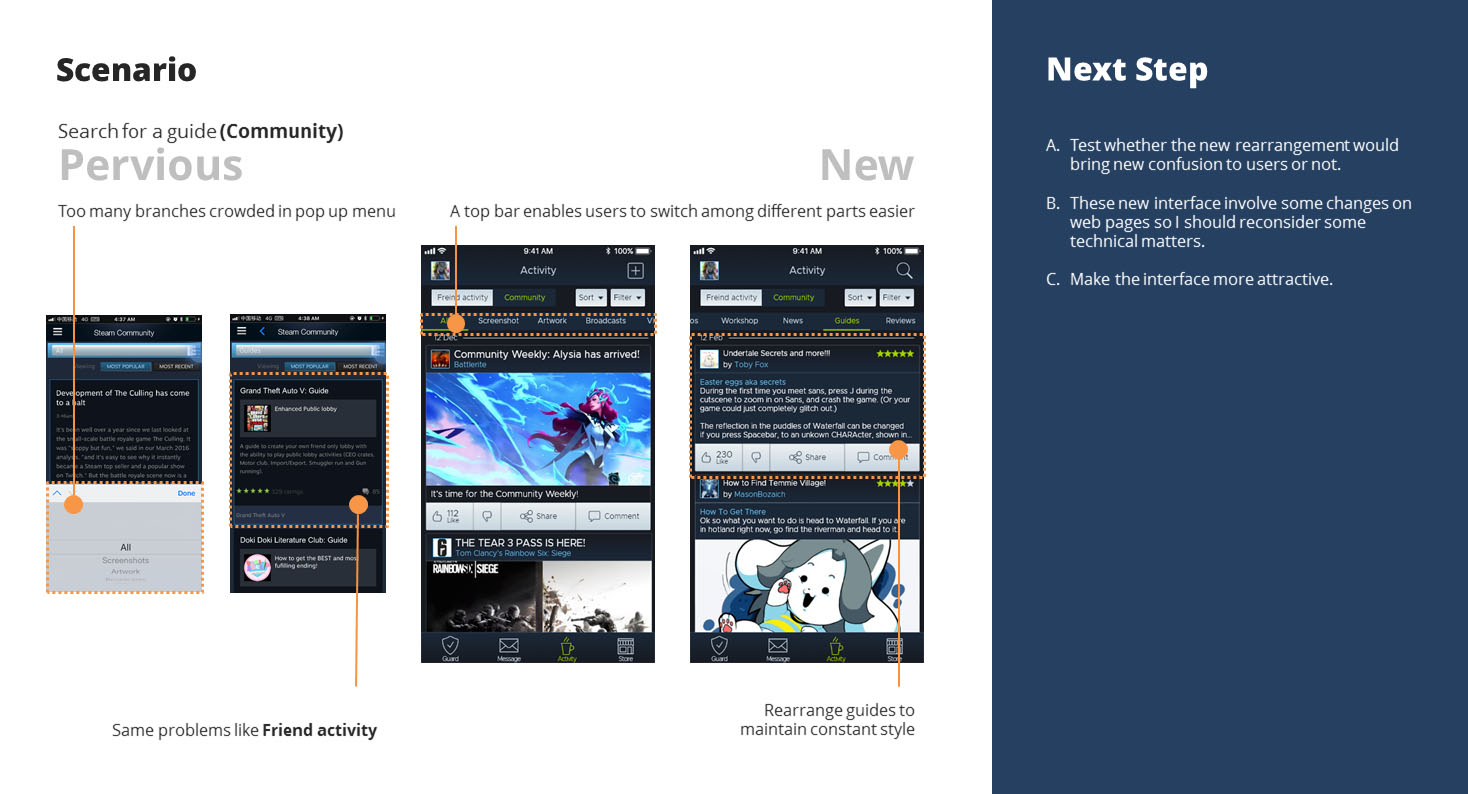 Scenario
Search for a guide (Community)
Pervious
New
Too many branches crowded in pop up menu
A top bar enables users to switch among different parts easier
中国移动 4G 4:37 AM
Steam Community
All
Viewing MOST POPULAR MOST RECENT
Development of The Culling has come
to a halt
It's been well over a year since we last looked at
the small-scale battle royale game The Culling. It
was "sloppy but fun," we said in our March 2016
analysis, "and it's easy to see why it instantly
became a Steam top seller and a popular show
on Twitch." But the battle royale scene now is a
Done
All
Screenshots
Artwork
中国移动 4G 4:38 AM
Steam Community
Guides
Viewing MOST POPULAR MOST RECENT
Grand Theft Auto V: Guide
Enhanced Public lobby
A guide to create your own friend only lobby with
the ability to play public lobby activities (CEO crates,
Motor club, Import/Export, Smuggler run and Gun
running).
ratings 85
Grand Theft Auto V
Doki Doki Literature Club: Guide
How to get the BEST and most
fulfilling ending!
9:41 AM 100%
Activity
Freind activity Community Sort Filter
Screenshot Artwork Broadcasts
12 Dec
Community Weekly: Alysia has arrived!
Battlerite
It's time for the Community Weekly!
112
Like
Share
Comment
THE TEAR 3 PASS IS HERE!
Tom Clancy's Rainbow Six: Siege
RAINBOW SIX SIEGE
Guard Message Activity Store
9:41 AM 100%
Activity
Freind activity Community Sort Filter
os Workshop News Guides Reviews
12 Feb
Undertale Secrets and more!!!
by Toby Fox
Easter eggs aka secrets
During the first time you meet sans, press J during the
cutscene to zoom in on Sans, and crash the game. (Or your
game could just completely glitch out.)
The reflection in the puddles of Waterfall can be changed
if you press Spacebar, to an unkown CHARActer, shown in...
230
Like
Share
Comment
How to Find Temmie Village!
by MasonBozaich
How To Get There
Ok so what you want to do is head to Waterfall. If you are
in hotland right now, go find the riverman and head to it.
Guard Message Activity Store
Same problems like Friend activity
Rearrange guides to
maintain constant style
Next Step
A. Test whether the new rearrangement would
bring new confusion to users or not.
B. These new interface involve some changes on
web pages so I should reconsider some
technical matters.
C. Make the interface more attractive.